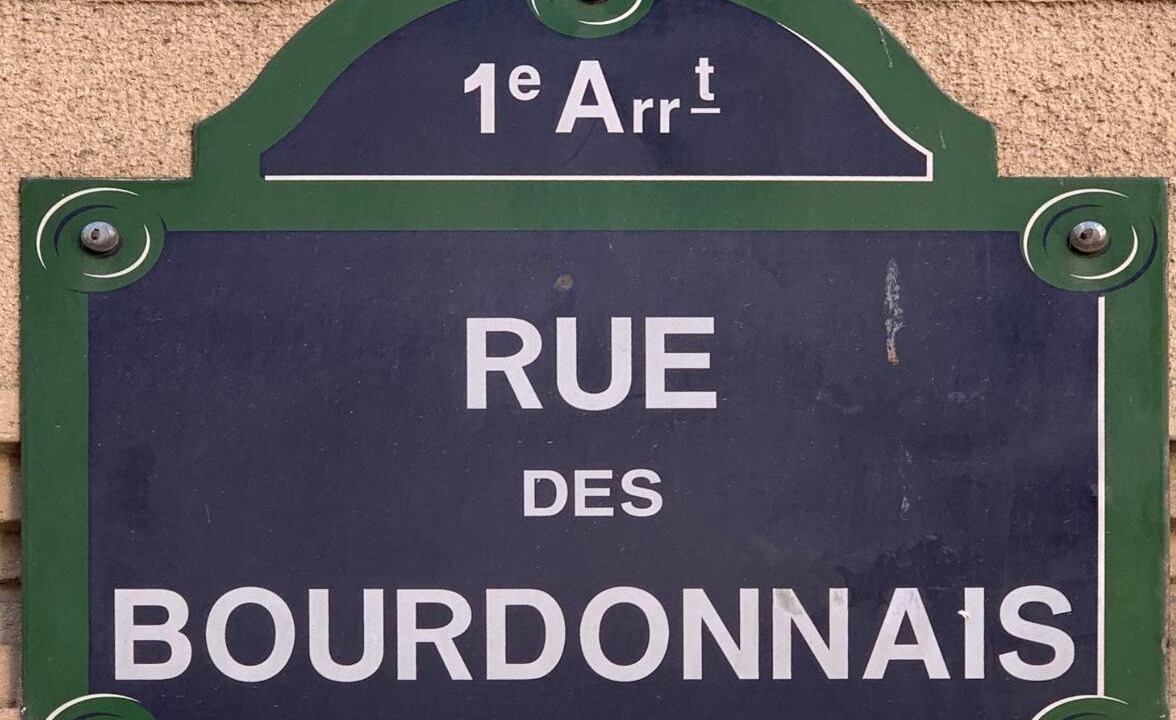 1e Arrt
RUE
DES
BOURDONNAIS